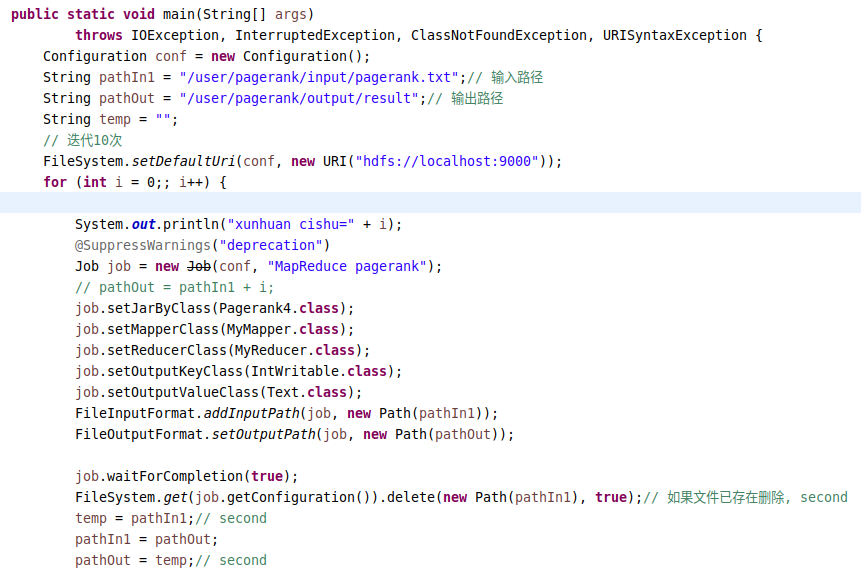 public static void main(String[] args)
throws IOException, InterruptedException, ClassNotFoundException, URISyntaxException {
Configuration conf = new Configuration();
String pathIn1 = "/user/pagerank/input/pagerank.txt";// 输入路径
String pathOut = "/user/pagerank/output/result";// 输出路径
String temp = "";
// 迭代10次
FileSystem.setDefaultUri(conf, new URI("hdfs://localhost:9000"));
for (int i = 0;; i++) {
System.out.println("xunhuan cishu=" + i);
@SuppressWarnings("deprecation")
Job job = new Job(conf, "MapReduce pagerank");
// pathOut = pathIn1 + i;
job.setJarByClass(Pagerank4.class);
job.setMapperClass(MyMapper.class);
job.setReducerClass(MyReducer.class);
job.setOutputKeyClass(IntWritable.class);
job.setOutputValueClass(Text.class);
FileInputFormat.addInputPath(job, new Path(pathIn1));
FileOutputFormat.setOutputPath(job, new Path(pathOut));
job.waitForCompletion(true);
FileSystem.get(job.getConfiguration()).delete(new Path(pathIn1), true);// 如果文件已存在删除, second
temp = pathIn1;// second
pathIn1 = pathOut;
pathOut = temp;// second